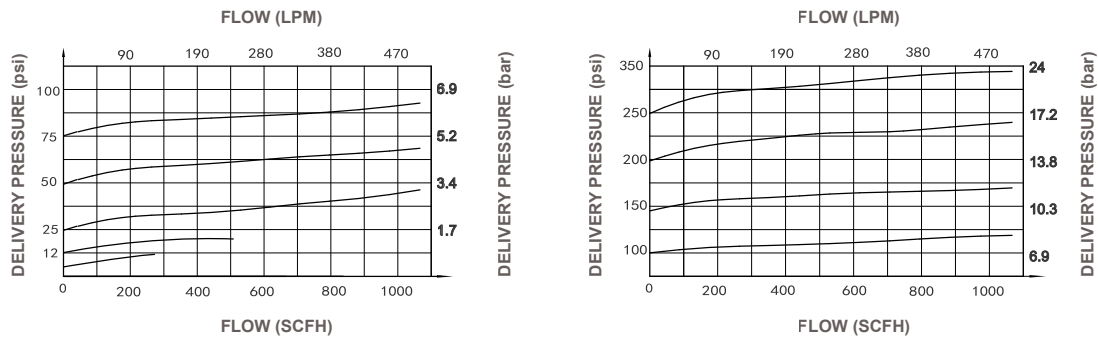 FLOW (LPM)
90 190 280 380 470
DELIVERY PRESSURE (psi)
100
75
50
25
12
6.9
5.2
3.4
1.7
DELIVERY PRESSURE (bar)
0 200 400 600 800 1000
FLOW (SCFH)
FLOW (LPM)
90 190 280 380 470
DELIVERY PRESSURE (psi)
350
250
200
150
100
24
17.2
13.8
10.3
6.9
DELIVERY PRESSURE (bar)
0 200 400 600 800 1000
FLOW (SCFH)